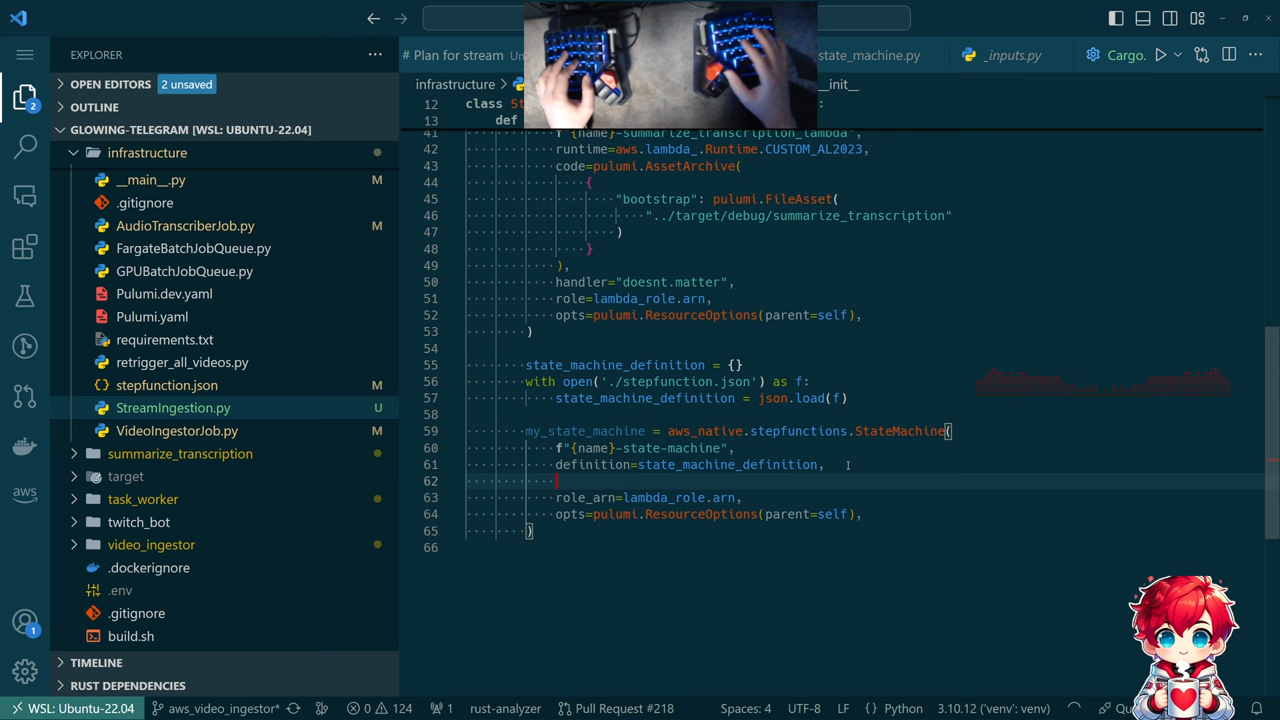 EXPLORER
OPEN EDITORS 2 unsaved
OUTLINE
GLOWING-TELEGRAM [WSL: UBUNTU-22.04]
infrastructure
__main__.py M
.gitignore
AudioTranscriberJob.py M
FargateBatchJobQueue.py
GPUBatchJobQueue.py
Pulumi.dev.yaml
Pulumi.yaml
requirements.txt
retrigger_all_videos.py
stepfunction.json M
StreamIngestion.py U
VideoIngestorJob.py M
summarize_transcription
target
task_worker
twitch_bot
video_ingestor
.dockerignore
.env
.gitignore
build.sh
TIMELINE
RUST DEPENDENCIES
2
aws
1
# Plan for stream
state_machine.py
_inputs.py
Cargo.
infrastructure >
__init__
12 class
13 def
41 f"{name}-summarize_transcription_lambda",
42 runtime=aws.lambda_.Runtime.CUSTOM_AL2023,
43 code=pulumi.AssetArchive(
44 {
45 "bootstrap": pulumi.FileAsset(
46 "../target/debug/summarize_transcription"
47 )
48 }
49 ),
50 handler="doesnt.matter",
51 role=lambda_role.arn,
52 opts=pulumi.ResourceOptions(parent=self),
53 )
54
55 state_machine_definition = {}
56 with open('./stepfunction.json') as f:
57 state_machine_definition = json.load(f)
58
59 my_state_machine = aws_native.stepfunctions.StateMachine(
60 f"{name}-state-machine",
61 definition=state_machine_definition,
62
63 role_arn=lambda_role.arn,
64 opts=pulumi.ResourceOptions(parent=self),
65 )
66
WSL: Ubuntu-22.04 aws_video_ingestor* 0 124 1 rust-analyzer Pull Request #218 Spaces: 4 UTF-8 LF Python 3.10.12 ('venv': venv)